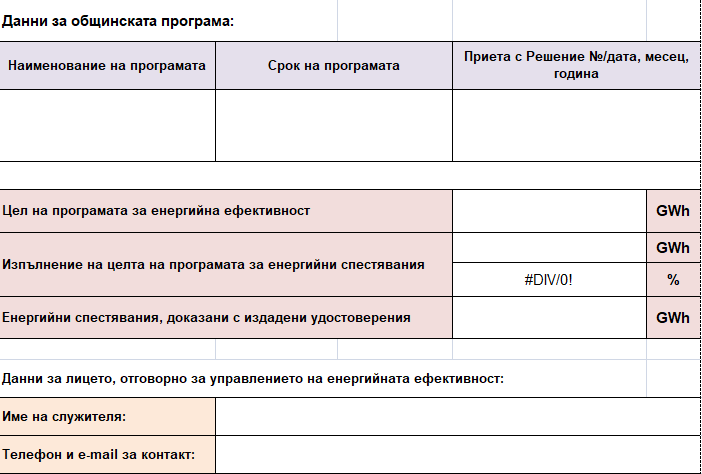 Данни за общинската програма:
Наименование на програмата
Срок на програмата
Приета с Решение №/дата, месец,
година
Цел на програмата за енергийна ефективност
GWh
Изпълнение на целта на програмата за енергийни спестявания
GWh
#DIV/0!
%
Енергийни спестявания, доказани с издадени удостоверения
GWh
Данни за лицето, отговорно за управлението на енергийната ефективност:
Име на служителя:
Телефон и e-mail за контакт: